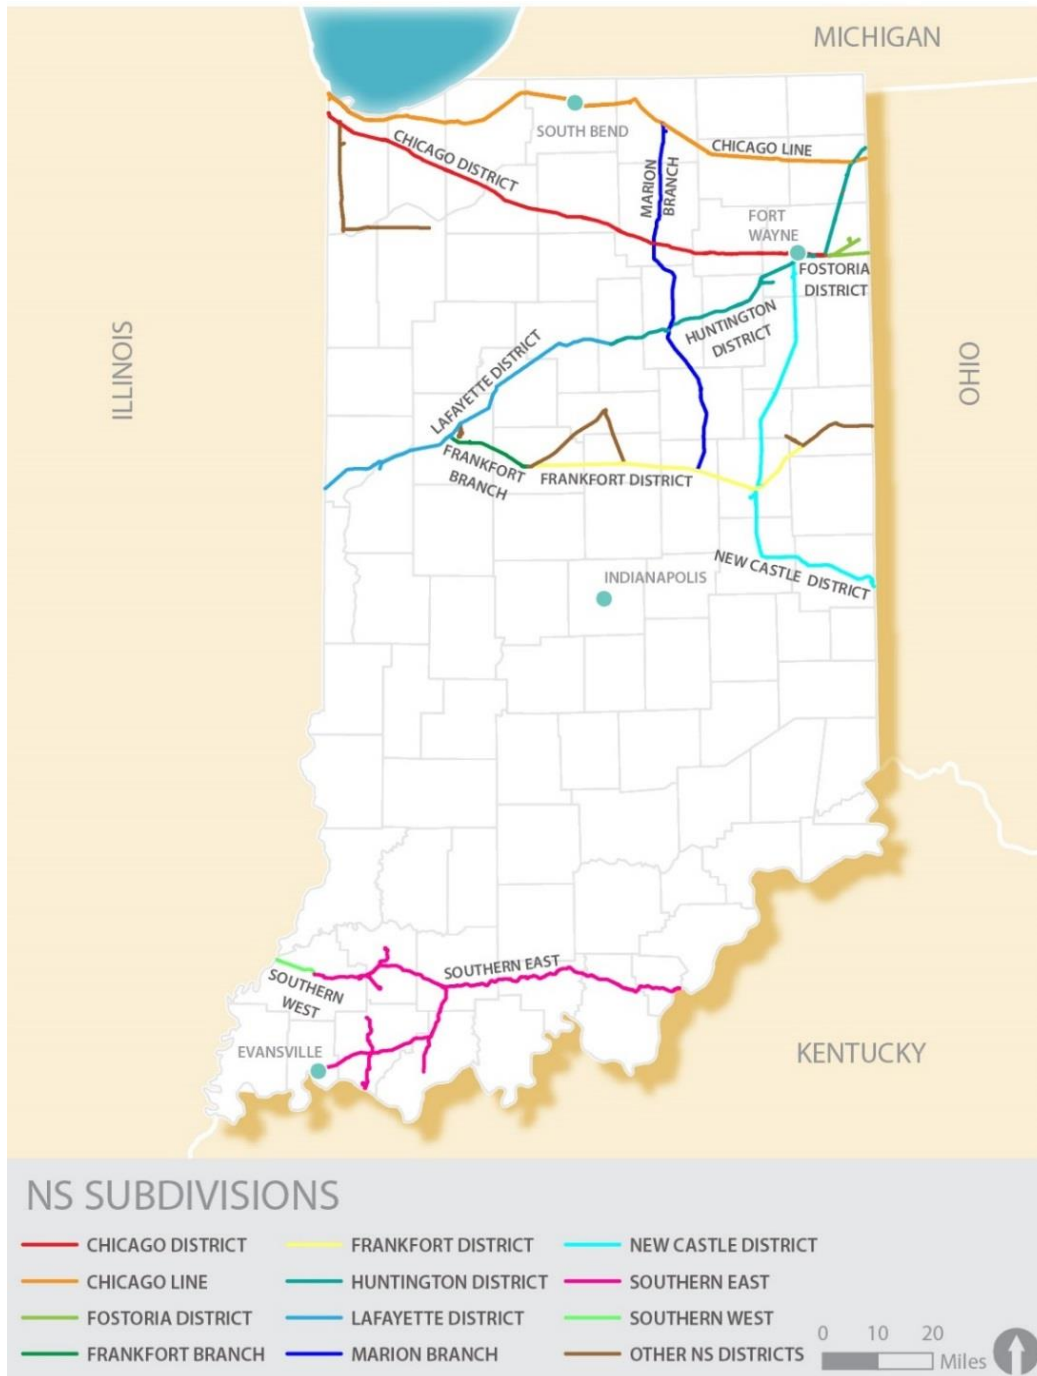 MICHIGAN
SOUTH BEND
CHICAGO DISTRICT
CHICAGO LINE
MARION
BRANCH
FORT
WAYNE
FOSTORIA
DISTRICT
HUNTINGTON
DISTRICT
ILLINOIS
OHIO
LAFAYETTE DISTRICT
FRANKFORT
BRANCH
FRANKFORT DISTRICT
NEW CASTLE DISTRICT
INDIANAPOLIS
SOUTHERN EAST
SOUTHERN
WEST
EVANSVILLE
KENTUCKY
NS SUBDIVISIONS
CHICAGO DISTRICT
CHICAGO LINE
FOSTORIA DISTRICT
FRANKFORT BRANCH
FRANKFORT DISTRICT
HUNTINGTON DISTRICT
LAFAYETTE DISTRICT
MARION BRANCH
NEW CASTLE DISTRICT
SOUTHERN EAST
SOUTHERN WEST
OTHER NS DISTRICTS
0 10 20
Miles